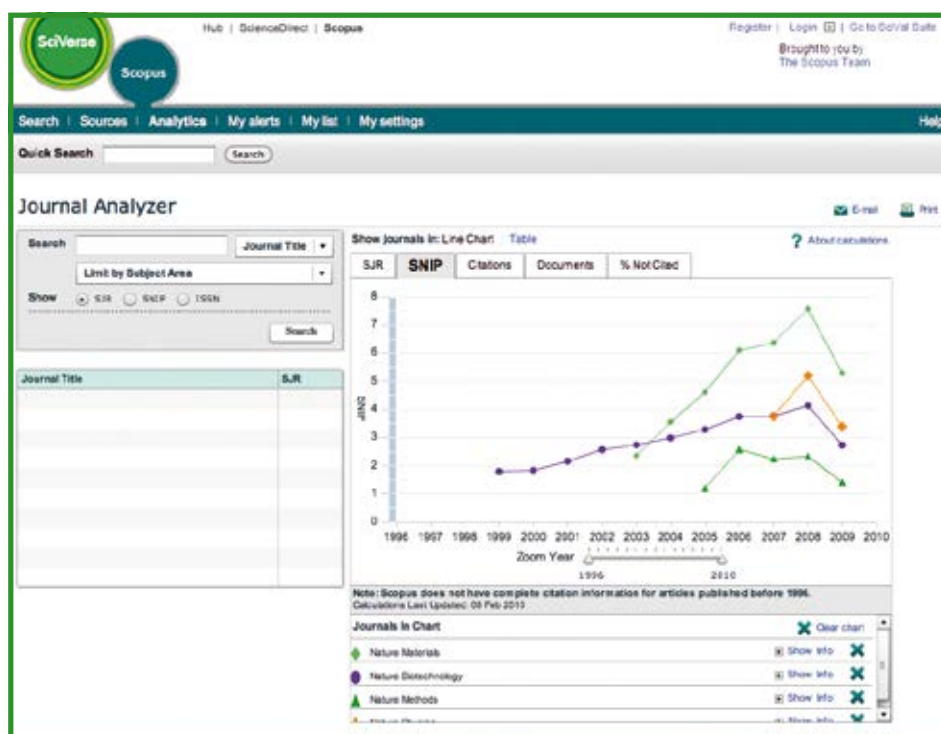 SciVerse
Scopus
Hub | ScienceDirect | Scopus
Register | Login | Go to SciVal Suite
Brought to you by
The Scopus Team
Search | Sources | Analytics | My alerts | My list | My settings
Help
Quick Search
Search
Journal Analyzer
E-mail
Print
Search
Journal Title
Limit by Subject Area
Show SJR SNIP ISSN
Search
Journal Title SJR
Show journals in: Line Chart Table
? About calculations
SJR SNIP Citations Documents % Not Cited
8
7
6
5
4
3
2
1
0
SNIP
1996 1997 1998 1999 2000 2001 2002 2003 2004 2005 2006 2007 2008 2009 2010
Zoom Year
1996 2010
Note: Scopus does not have complete citation information for articles published before 1996.
Calculations Last Updated: Feb 2010
Journals in Chart
Clear chart
Nature Materials Show Info
Nature Biotechnology Show Info
Nature Methods Show Info